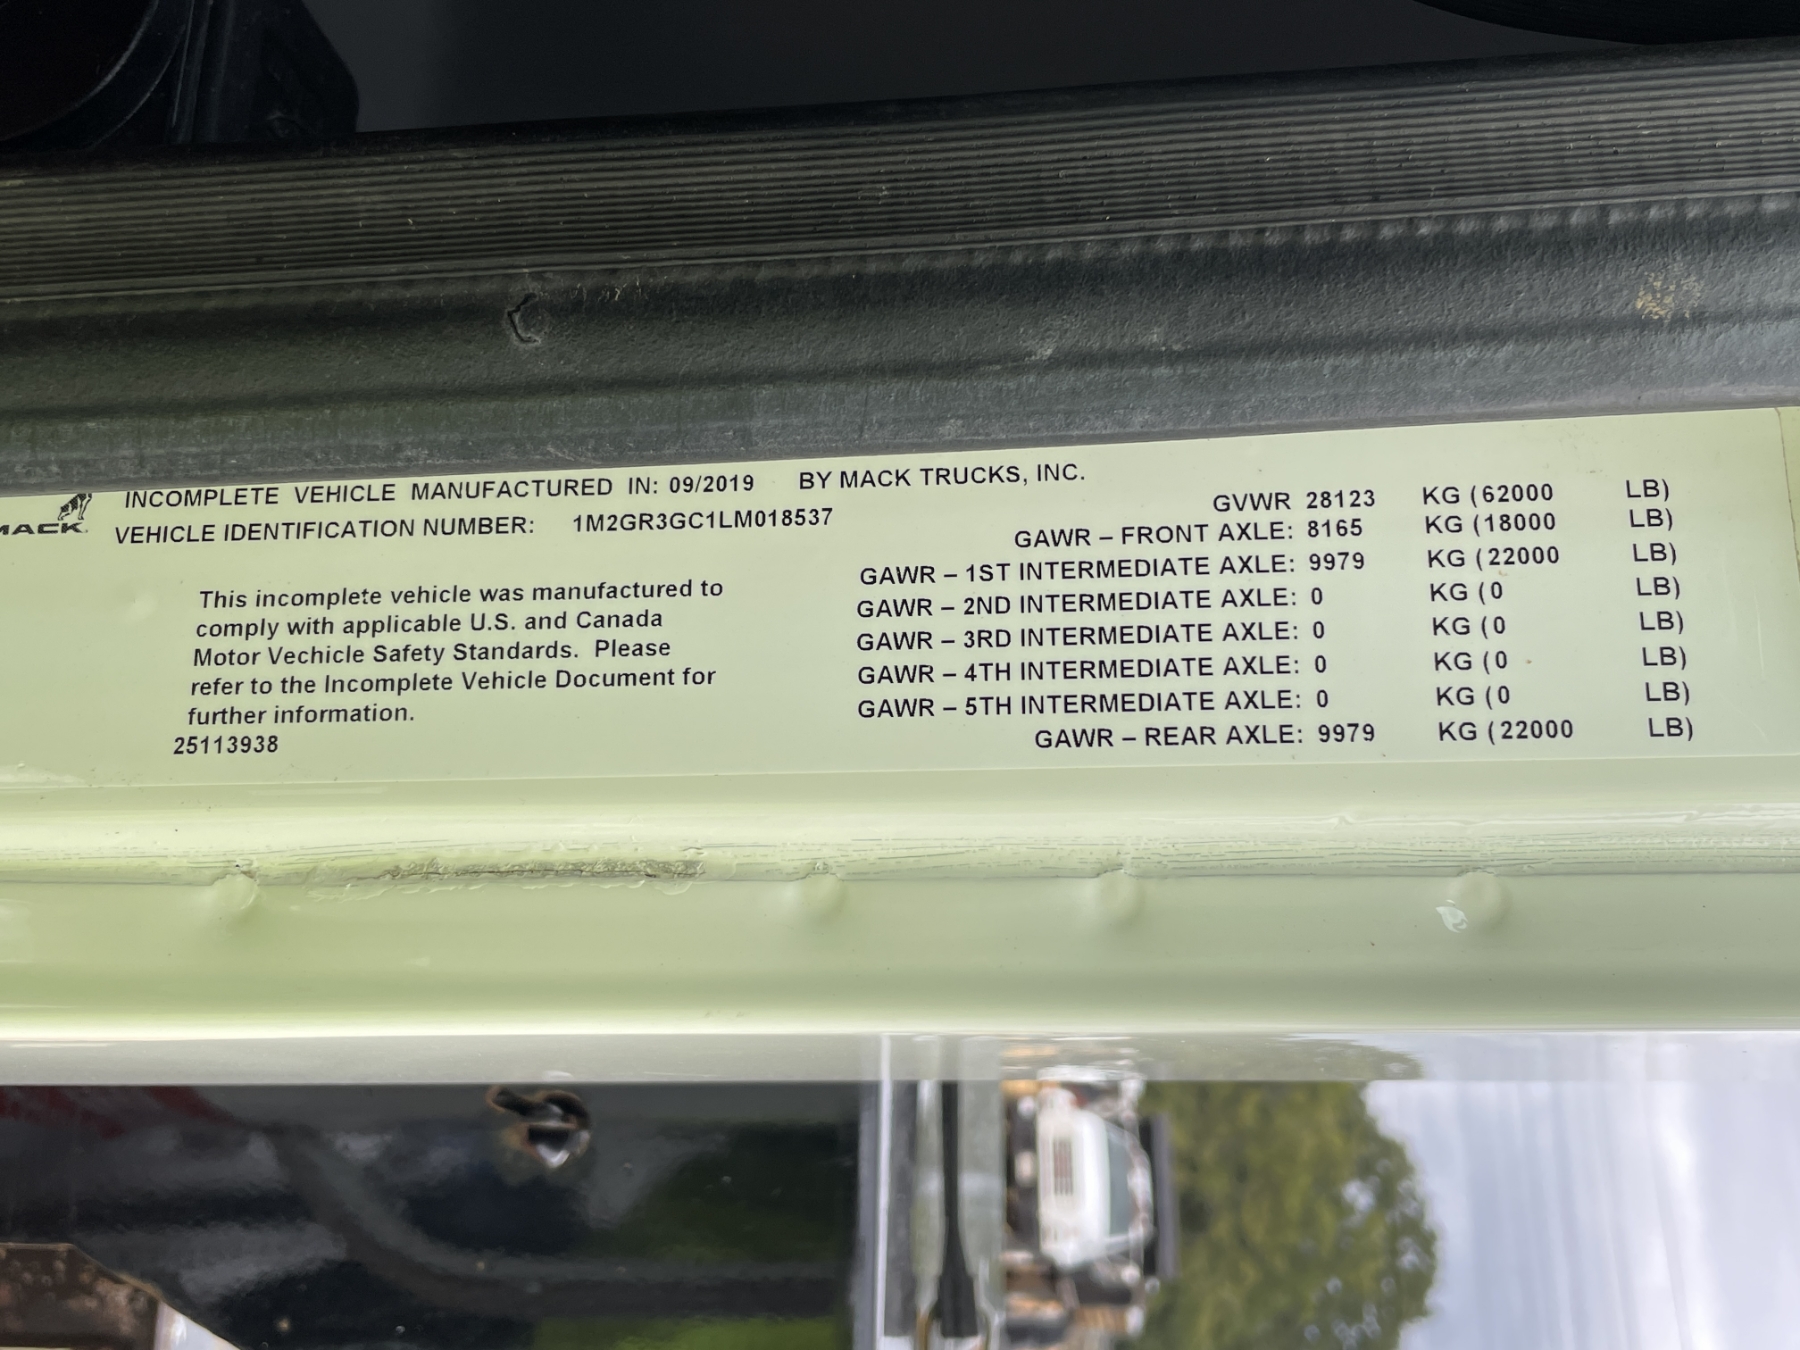 INCOMPLETE VEHICLE MANUFACTURED IN: 09/2019 BY MACK TRUCKS, INC.
MACK
VEHICLE IDENTIFICATION NUMBER: 1M2GR3GC1LM018537
This incomplete vehicle was manufactured to
comply with applicable U.S. and Canada
Motor Vechicle Safety Standards. Please
refer to the Incomplete Vehicle Document for
further information.
25113938
GVWR 28123 KG (62000 LB)
GAWR – FRONT AXLE: 8165 KG (18000 LB)
GAWR – 1ST INTERMEDIATE AXLE: 9979 KG (22000 LB)
GAWR – 2ND INTERMEDIATE AXLE: 0 KG (0 LB)
GAWR – 3RD INTERMEDIATE AXLE: 0 KG (0 LB)
GAWR – 4TH INTERMEDIATE AXLE: 0 KG (0 LB)
GAWR – 5TH INTERMEDIATE AXLE: 0 KG (0 LB)
GAWR – REAR AXLE: 9979 KG (22000 LB)